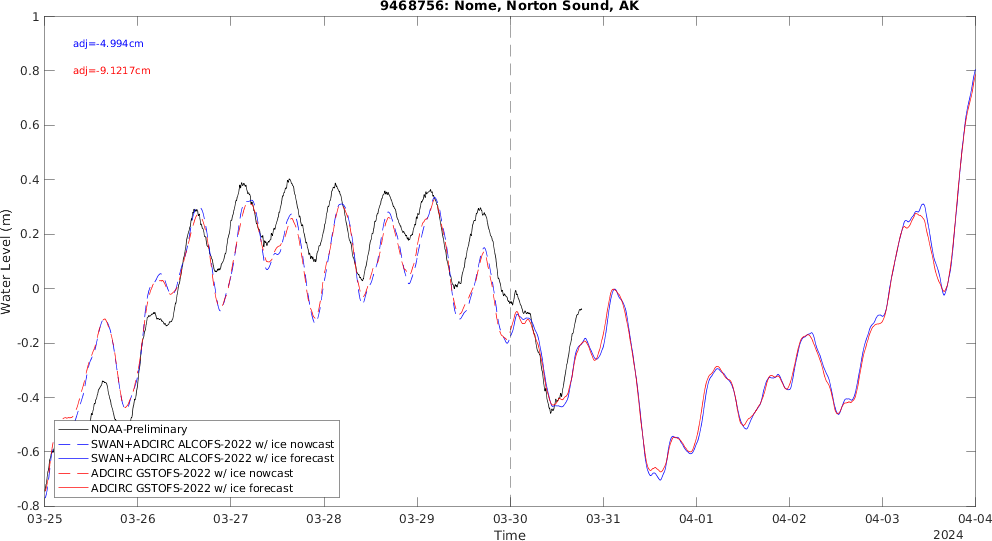 9468756: Nome, Norton Sound, AK
adj=-4.994cm
adj=-9.1217cm
Water Level (m)
1
0.8
0.6
0.4
0.2
0
-0.2
-0.4
-0.6
-0.8
NOAA-Preliminary
SWAN+ADCIRC ALCOFS-2022 w/ ice nowcast
SWAN+ADCIRC ALCOFS-2022 w/ ice forecast
ADCIRC GSTOFS-2022 w/ ice nowcast
ADCIRC GSTOFS-2022 w/ ice forecast
03-25 03-26 03-27 03-28 03-29 03-30 03-31 04-01 04-02 04-03 04-04
Time
2024